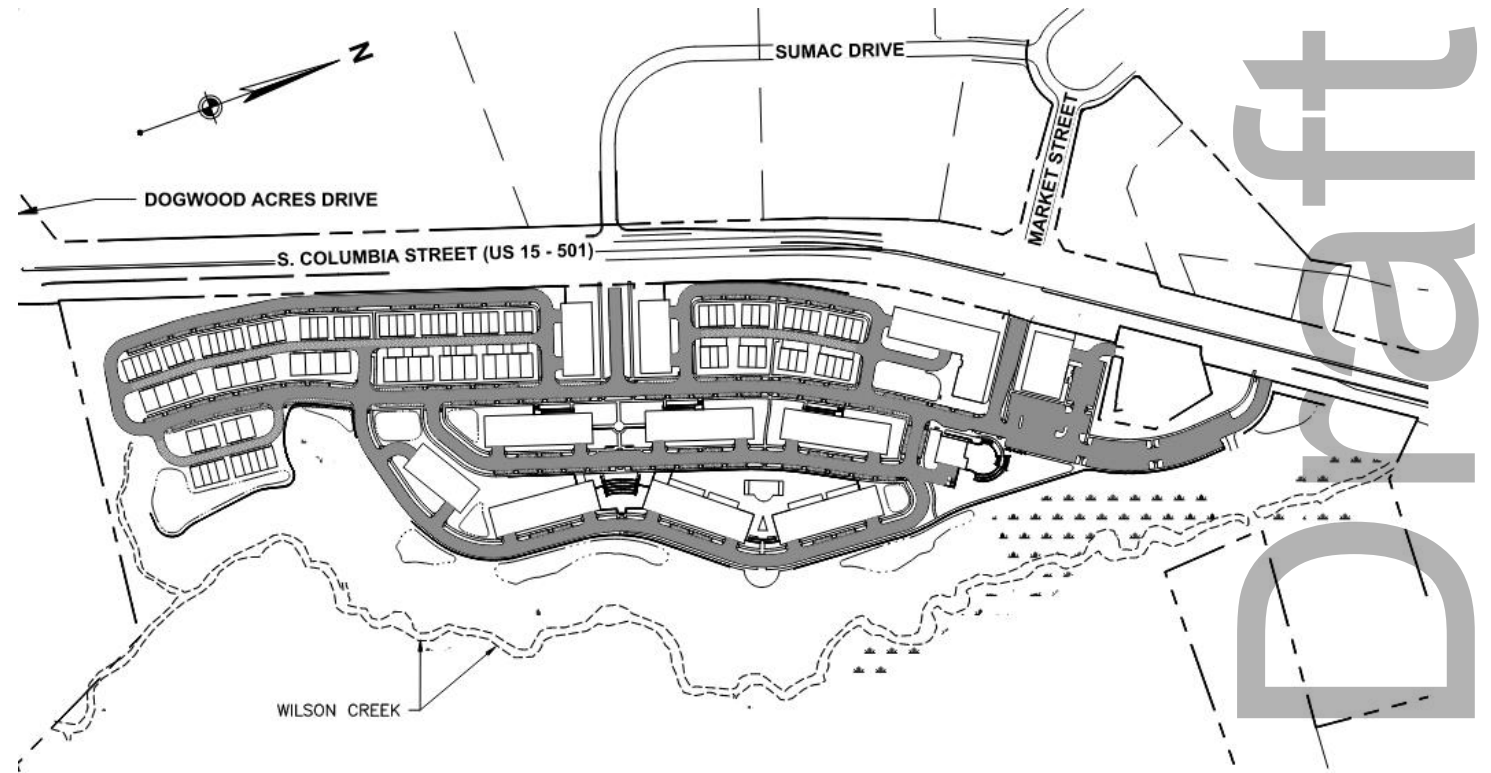 SUMAC DRIVE
N
MARKET STREET
DOGWOOD ACRES DRIVE
S. COLUMBIA STREET (US 15 - 501)
WILSON CREEK
Draft